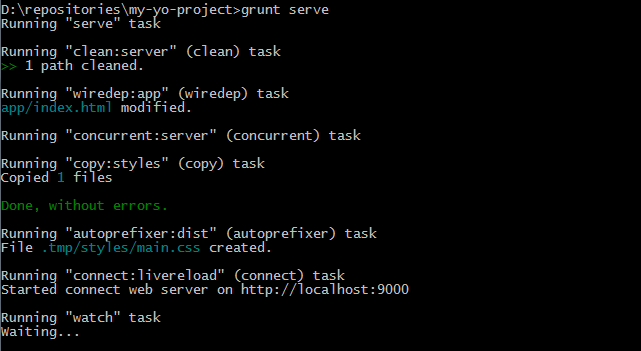 D:\repositories\my-yo-project>grunt serve
Running "serve" task
Running "clean:server" (clean) task
>> 1 path cleaned.
Running "wiredep:app" (wiredep) task
app/index.html modified.
Running "concurrent:server" (concurrent) task
Running "copy:styles" (copy) task
Copied 1 files
Done, without errors.
Running "autoprefixer:dist" (autoprefixer) task
File .tmp/styles/main.css created.
Running "connect:livereload" (connect) task
Started connect web server on http://localhost:9000
Running "watch" task
Waiting...